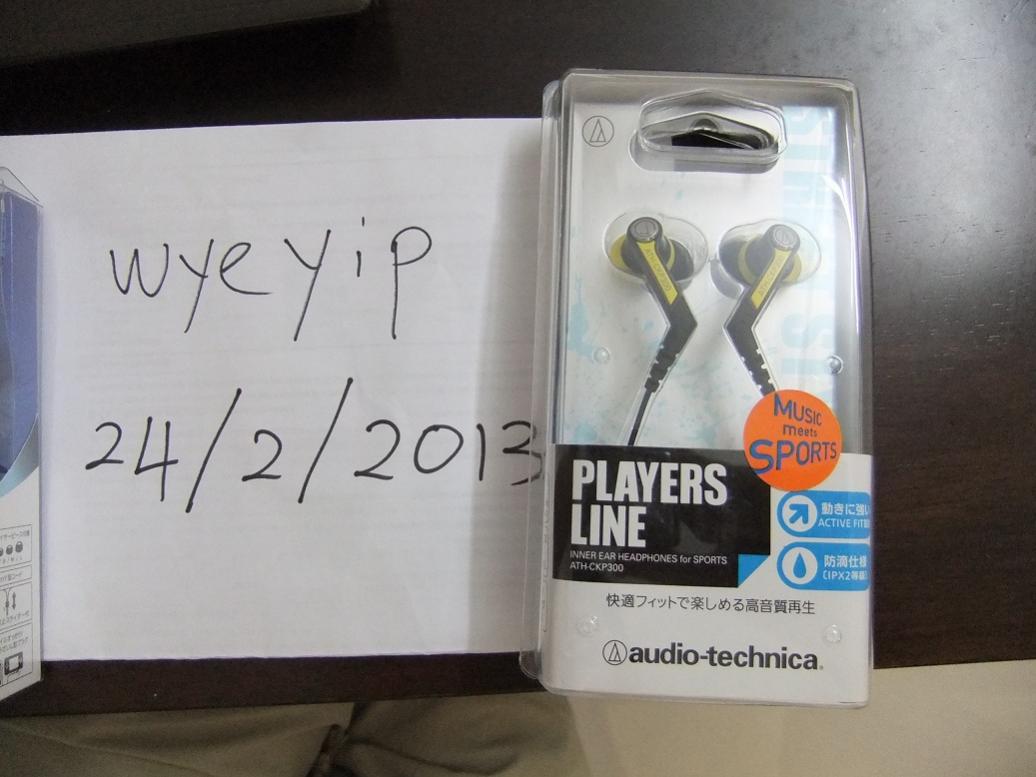 wyeyip
24/2/2013
MUSIC
meets
SPORTS
PLAYERS
LINE
INNER EAR HEADPHONES for SPORTS
ATH-CKP300
動きに強い
ACTIVE FIT
防滴仕様
(IPX2等級)
快適フィットで楽しめる高音質再生
audio-technica